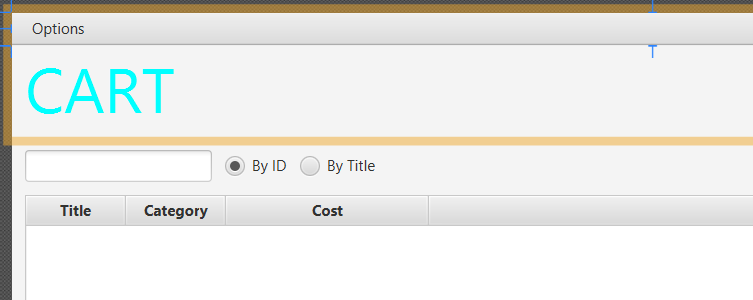 Options
CART
By ID By Title
Title Category Cost